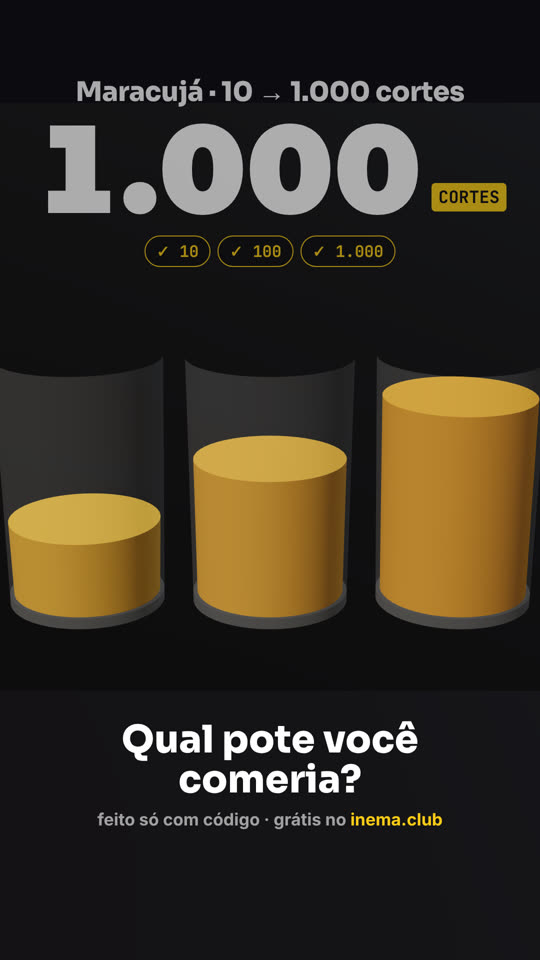 Maracujá · 10 → 1.000 cortes
1.000 CORTES
✓ 10 ✓ 100 ✓ 1.000
Qual pote você
comeria?
feito só com código · grátis no inema.club